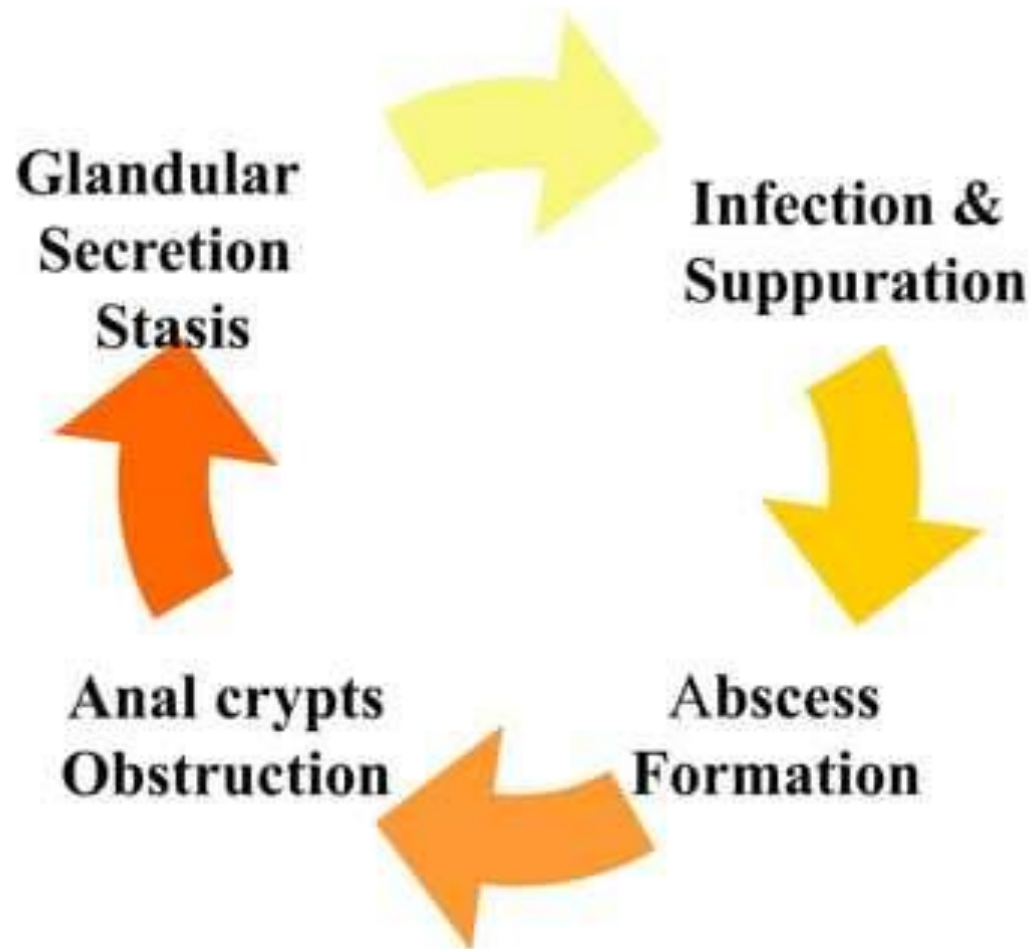 Glandular
Secretion
Stasis
Infection &
Suppuration
Abscess
Formation
Anal crypts
Obstruction